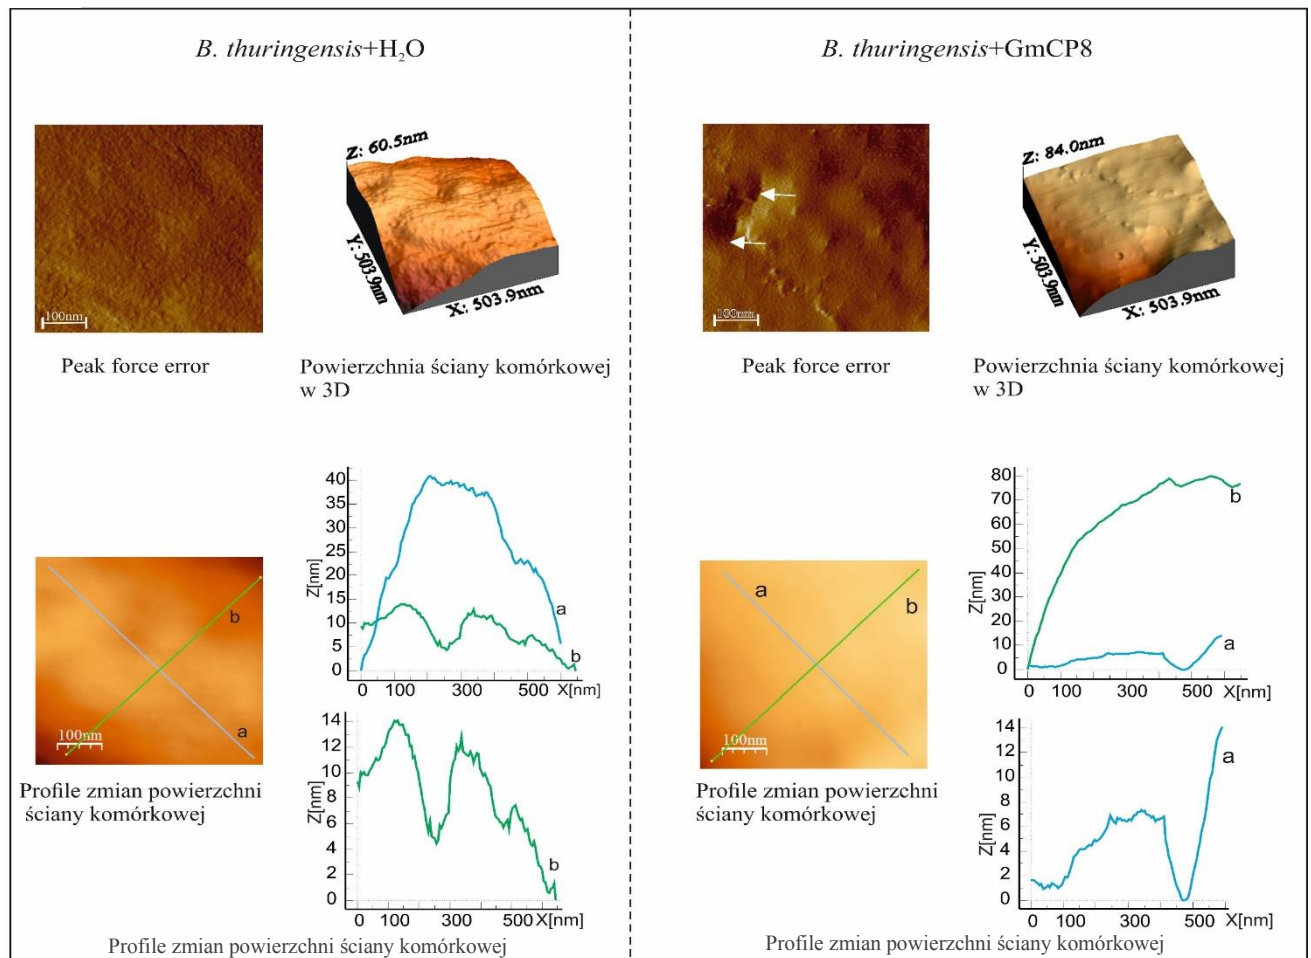 B. thuringensis+H₂O
B. thuringensis+GmCP8
Z: 60.5nm
Y: 503.9nm
X: 503.9nm
100nm
Peak force error
Powierzchnia ściany komórkowej
w 3D
Z: 84.0nm
Y: 503.9nm
X: 503.9nm
100nm
Peak force error
Powierzchnia ściany komórkowej
w 3D
a
b
100nm
Profile zmian powierzchni
ściany komórkowej
Z[nm]
40
35
30
25
20
15
10
5
0
a
b
0 100 300 500 X[nm]
Z[nm]
14
12
10
8
6
4
2
0
b
0 100 300 500 X[nm]
Profile zmian powierzchni ściany komórkowej
a
b
100nm
Profile zmian powierzchni
ściany komórkowej
Z[nm]
80
70
60
50
40
30
20
10
0
b
a
0 100 300 500 X[nm]
Z[nm]
14
12
10
8
6
4
2
0
a
0 100 300 500 X[nm]
Profile zmian powierzchni ściany komórkowej